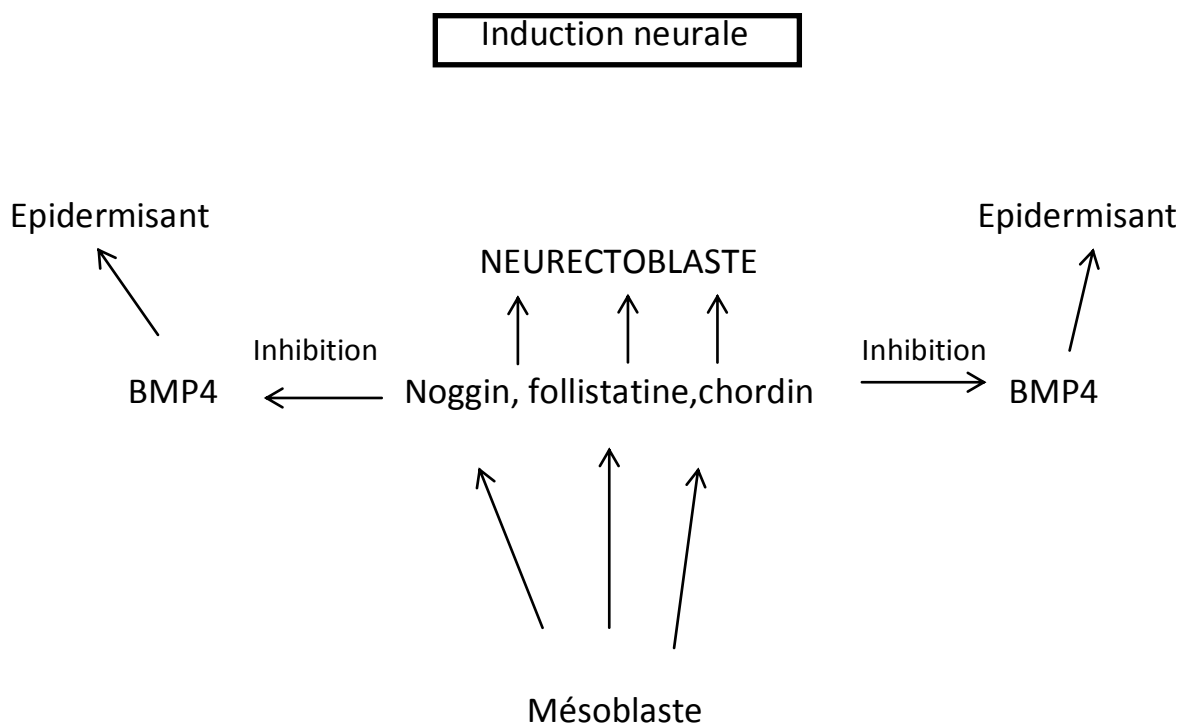 Induction neurale
Epidermisant
Epidermisant
NEURECTOBLASTE
Inhibition
Inhibition
BMP4
Noggin, follistatine,chordin
BMP4
Mésoblaste